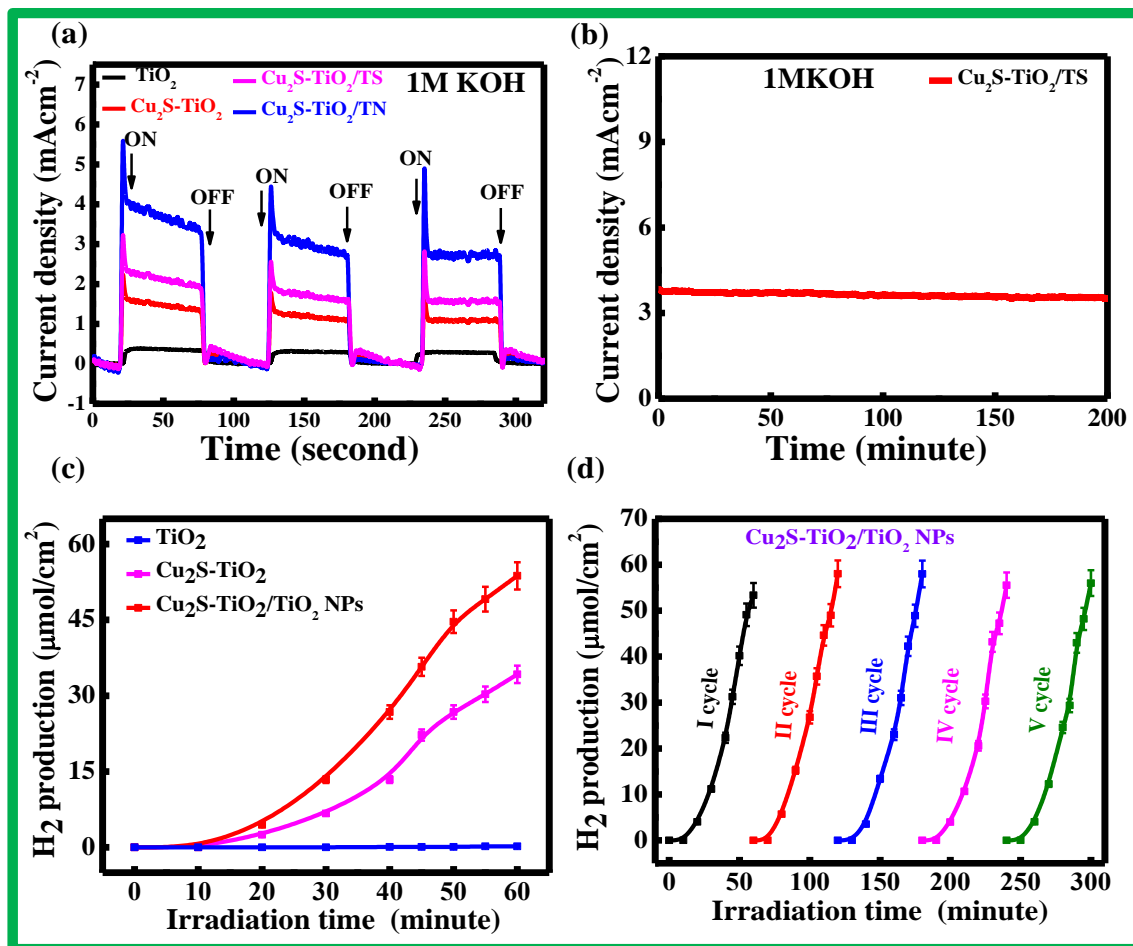 (a)
TiO₂
Cu₂S-TiO₂/TS
1M KOH
Cu₂S-TiO₂
Cu₂S-TiO₂/TN
ON
OFF
ON
OFF
ON
OFF
Current density (mAcm⁻²)
7
6
5
4
3
2
1
0
-1
0 50 100 150 200 250 300
Time (second)
(b)
1MKOH
Cu₂S-TiO₂/TS
Current density (mAcm⁻²)
12
9
6
3
0
0 50 100 150 200
Time (minute)
(c)
TiO₂
Cu₂S-TiO₂
Cu₂S-TiO₂/TiO₂ NPs
H₂ production (µmol/cm²)
60
45
30
15
0
0 10 20 30 40 50 60
Irradiation time (minute)
(d)
Cu₂S-TiO₂/TiO₂ NPs
I cycle
II cycle
III cycle
IV cycle
V cycle
H₂ production (µmol/cm²)
70
60
50
40
30
20
10
0
0 50 100 150 200 250 300
Irradiation time (minute)